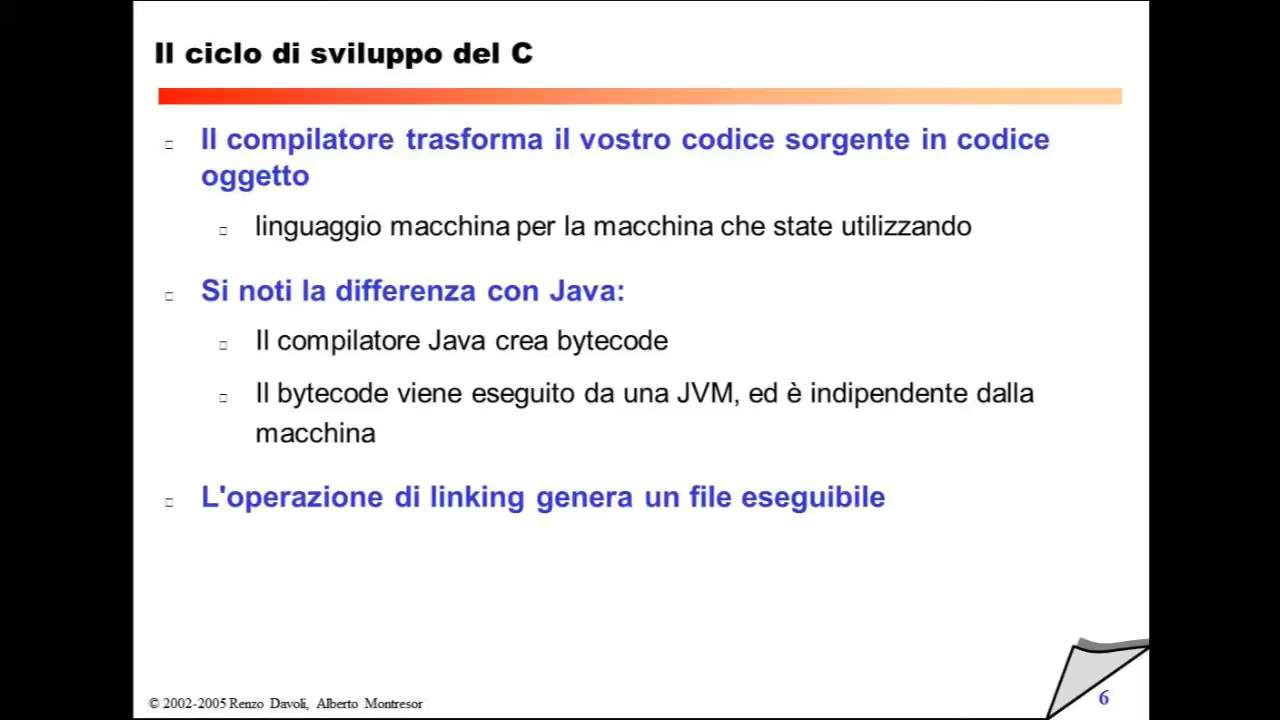 Il ciclo di sviluppo del C
Il compilatore trasforma il vostro codice sorgente in codice
oggetto
linguaggio macchina per la macchina che state utilizzando
Si noti la differenza con Java:
Il compilatore Java crea bytecode
Il bytecode viene eseguito da una JVM, ed è indipendente dalla
macchina
L'operazione di linking genera un file eseguibile
© 2002-2005 Renzo Davoli, Alberto Montresor
6